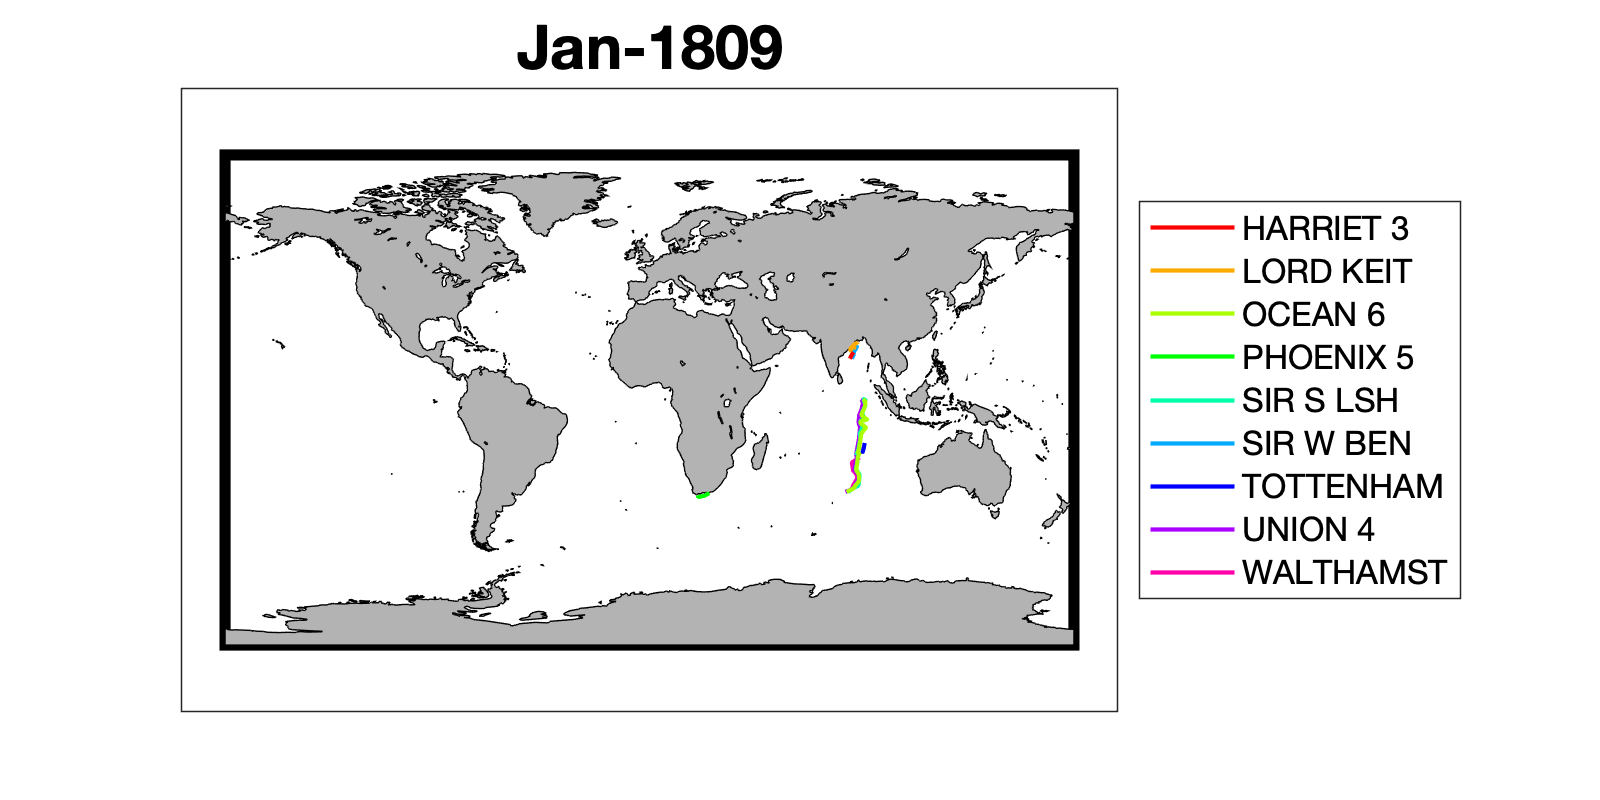 Jan-1809
HARRIET 3
LORD KEIT
OCEAN 6
PHOENIX 5
SIR S LSH
SIR W BEN
TOTTENHAM
UNION 4
WALTHAMST